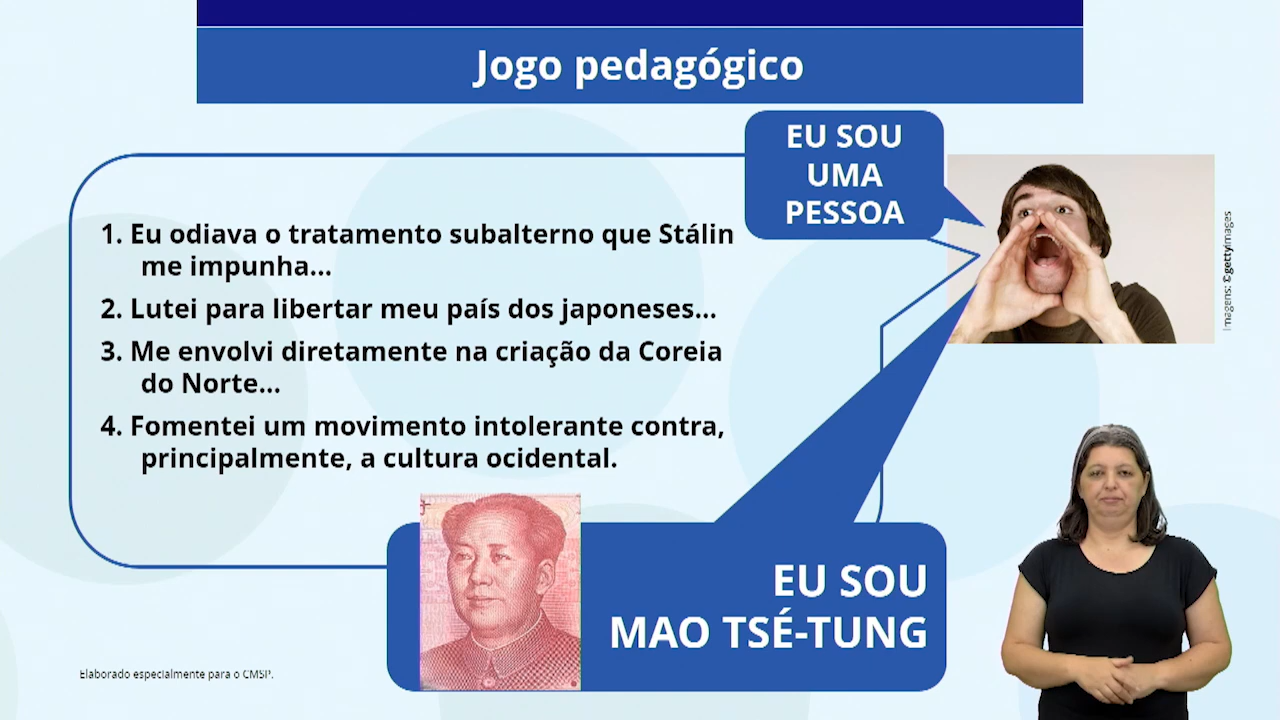 Jogo pedagógico
EU SOU
UMA
PESSOA
1. Eu odiava o tratamento subalterno que Stálin
me impunha...
2. Lutei para libertar meu país dos japoneses...
3. Me envolvi diretamente na criação da Coreia
do Norte...
4. Fomentei um movimento intolerante contra,
principalmente, a cultura ocidental.
EU SOU
MAO TSÉ-TUNG
Imagens: ©gettyimages
Elaborado especialmente para o CMSP.